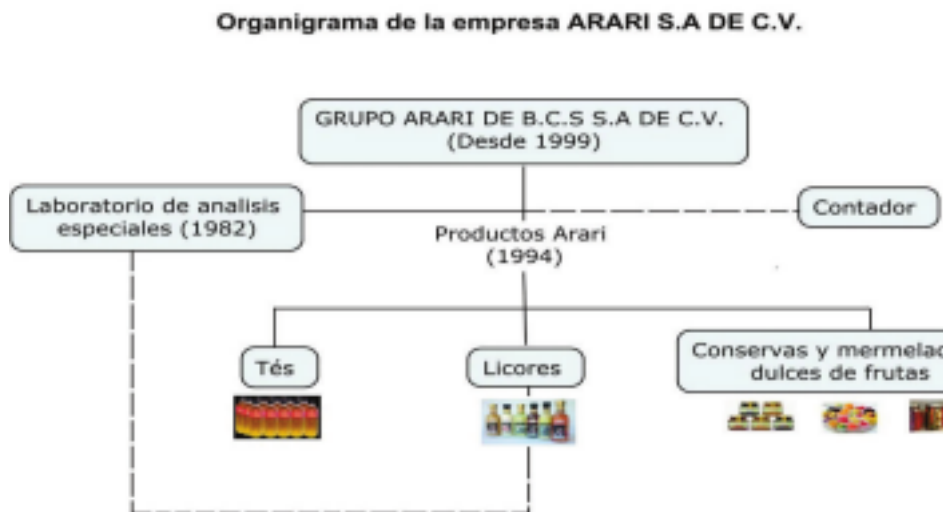 Organigrama de la empresa ARARI S.A DE C.V.
GRUPO ARARI DE B.C.S S.A DE C.V.
(Desde 1999)
Laboratorio de analisis
especiales (1982)
Contador
Productos Arari
(1994)
Tés
Licores
Conservas y
dulces de frutas